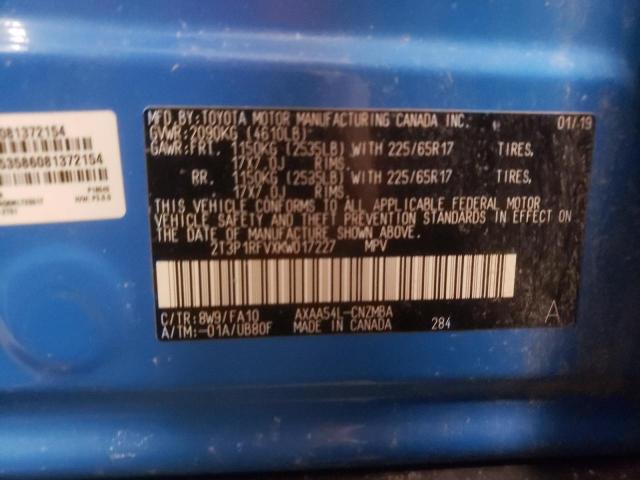 081372154
5358608 1372154
MFD.BY:TOYOTA MOTOR MANUFACTURING CANADA INC. 01/19
GVWR:2090KG (4610LB)
GAWR:FRT. 1150KG (2535LB) WITH 225/65R17 TIRES,
17X7.0J RIMS.
RR. 1150KG (2535LB) WITH 225/65R17 TIRES,
17X7.0J RIMS.
THIS VEHICLE CONFORMS TO ALL APPLICABLE FEDERAL MOTOR
VEHICLE SAFETY AND THEFT PREVENTION STANDARDS IN EFFECT ON
THE DATE OF MANUFACTURE SHOWN ABOVE.
2T3P1RFVXKW017227 MPV
C/TR:8W9/FA10 AXAA54L-CNZMBA A
A/TM:-01A/UB80F MADE IN CANADA 284